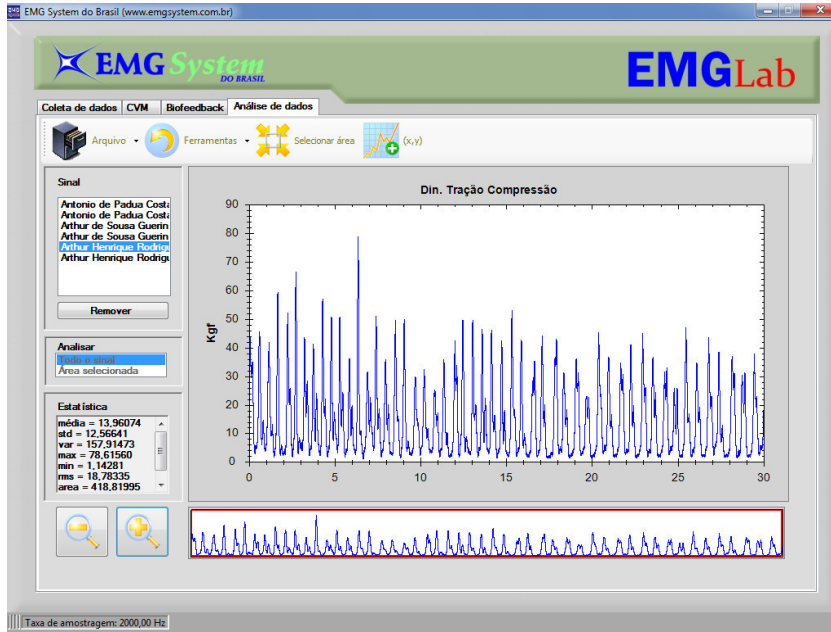 EMG System do Brasil (www.emgsystem.com.br)
EMG System
DO BRASIL
EMGLab
Coleta de dados CVM Biofeedback Análise de dados
Arquivo Ferramentas Selecionar área (x,y)
Sinal
Antonio de Padua Costa
Antonio de Padua Costa
Arthur de Sousa Guerin
Arthur de Sousa Guerin
Arthur Henrique Rodrigu
Arthur Henrique Rodrigu
Remover
Analisar
Todo o sinal
Área selecionada
Estatística
média = 13,96074
std = 12,56641
var = 157,91473
max = 78,61560
min = 1,14281
rms = 18,78335
area = 418,81995
Din. Tração Compressão
Kgf
90
80
70
60
50
40
30
20
10
0
0 5 10 15 20 25 30
Taxa de amostragem: 2000,00 Hz